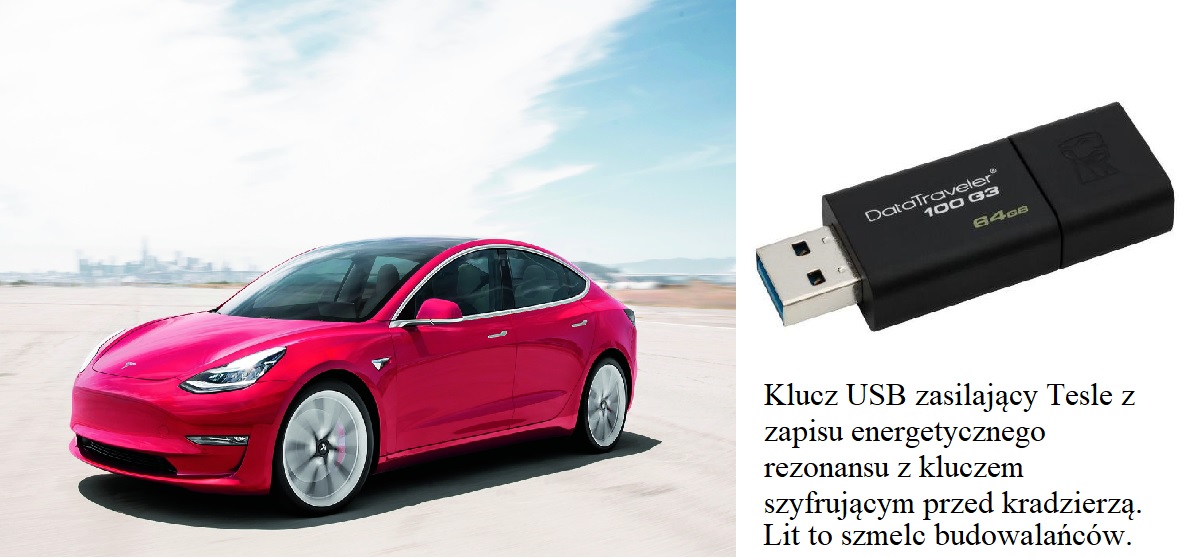 DataTraveler®
100 G3
64GB
Klucz USB zasilający Tesle z
zapisu energetycznego
rezonansu z kluczem
szyfrującym przed kradzierzą.
Lit to szmelc budowalańców.